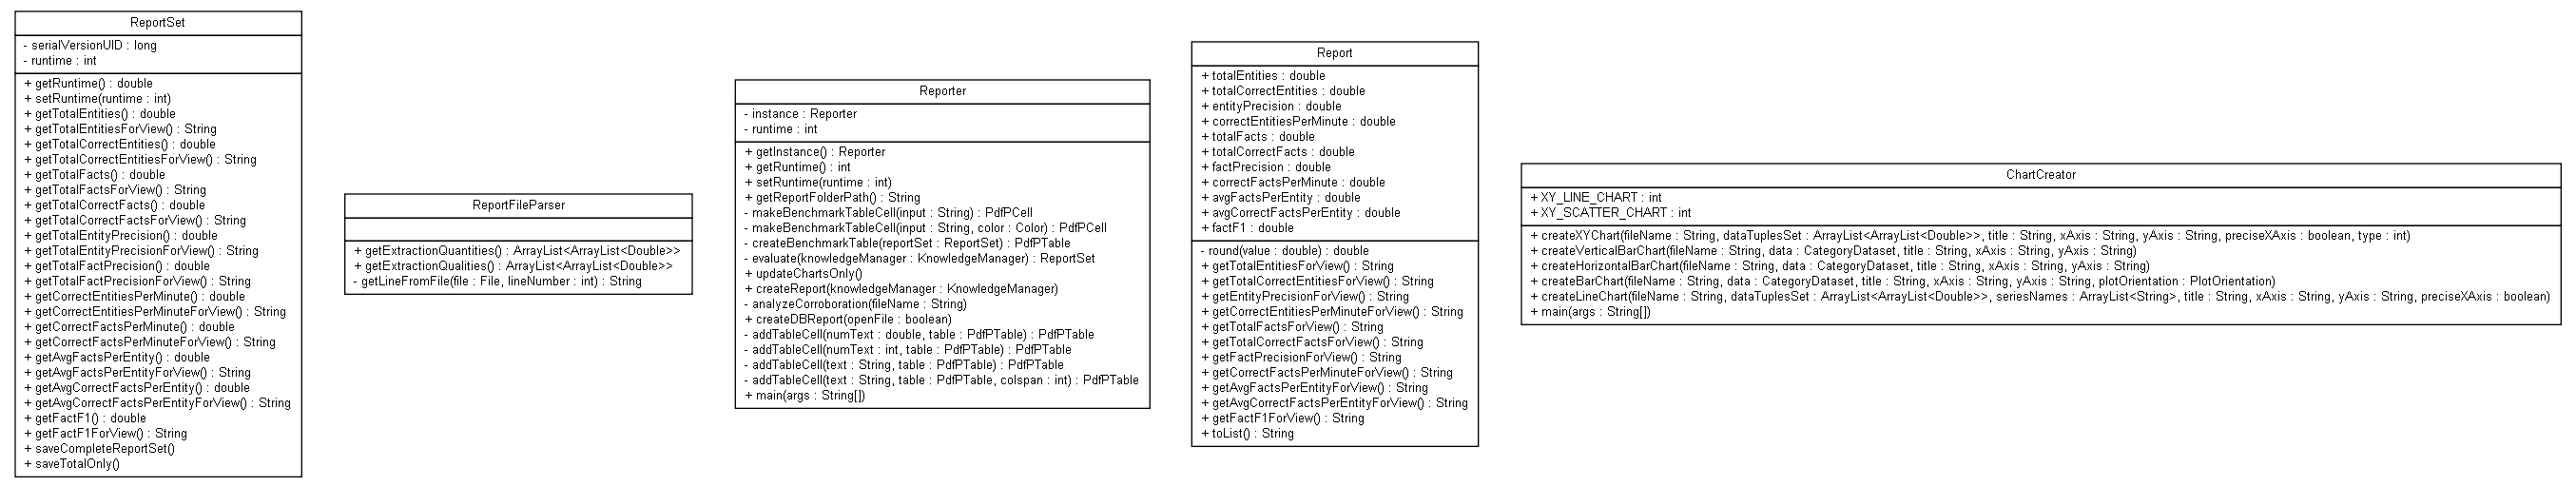 ReportSet
- serialVersionUID : long
- runtime : int
+ getRuntime() : double
+ setRuntime(runtime : int)
+ getTotalEntities() : double
+ getTotalEntitiesForView() : String
+ getTotalCorrectEntities() : double
+ getTotalCorrectEntitiesForView() : String
+ getTotalFacts() : double
+ getTotalFactsForView() : String
+ getTotalCorrectFacts() : double
+ getTotalCorrectFactsForView() : String
+ getTotalEntityPrecision() : double
+ getTotalEntityPrecisionForView() : String
+ getTotalFactPrecision() : double
+ getTotalFactPrecisionForView() : String
+ getCorrectEntitiesPerMinute() : double
+ getCorrectEntitiesPerMinuteForView() : String
+ getCorrectFactsPerMinute() : double
+ getCorrectFactsPerMinuteForView() : String
+ getAvgFactsPerEntity() : double
+ getAvgFactsPerEntityForView() : String
+ getAvgCorrectFactsPerEntity() : double
+ getAvgCorrectFactsPerEntityForView() : String
+ getFactF1() : double
+ getFactF1ForView() : String
+ saveCompleteReportSet()
+ saveTotalOnly()
ReportFileParser
+ getExtractionQuantities() : ArrayList<ArrayList<Double>>
+ getExtractionQualities() : ArrayList<ArrayList<Double>>
- getLineFromFile(file : File, lineNumber : int) : String
Reporter
- instance : Reporter
- runtime : int
+ getInstance() : Reporter
+ getRuntime() : int
+ setRuntime(runtime : int)
+ getReportFolderPath() : String
- makeBenchmarkTableCell(input : String) : PdfPCell
- makeBenchmarkTableCell(input : String, color : Color) : PdfPCell
- createBenchmarkTable(reportSet : ReportSet) : PdfPTable
- evaluate(knowledgeManager : KnowledgeManager) : ReportSet
+ updateChartsOnly()
+ createReport(knowledgeManager : KnowledgeManager)
- analyzeCorroboration(fileName : String)
+ createDBReport(openFile : boolean)
- addTableCell(numText : double, table : PdfPTable) : PdfPTable
- addTableCell(numText : int, table : PdfPTable) : PdfPTable
- addTableCell(text : String, table : PdfPTable) : PdfPTable
- addTableCell(text : String, table : PdfPTable, colspan : int) : PdfPTable
+ main(args : String[])
Report
+ totalEntities : double
+ totalCorrectEntities : double
+ entityPrecision : double
+ correctEntitiesPerMinute : double
+ totalFacts : double
+ totalCorrectFacts : double
+ factPrecision : double
+ correctFactsPerMinute : double
+ avgFactsPerEntity : double
+ avgCorrectFactsPerEntity : double
+ factF1 : double
- round(value : double) : double
+ getTotalEntitiesForView() : String
+ getTotalCorrectEntitiesForView() : String
+ getEntityPrecisionForView() : String
+ getCorrectEntitiesPerMinuteForView() : String
+ getTotalFactsForView() : String
+ getTotalCorrectFactsForView() : String
+ getFactPrecisionForView() : String
+ getCorrectFactsPerMinuteForView() : String
+ getAvgFactsPerEntityForView() : String
+ getAvgCorrectFactsPerEntityForView() : String
+ getFactF1ForView() : String
+ toList() : String
ChartCreator
+ XY_LINE_CHART : int
+ XY_SCATTER_CHART : int
+ createXYChart(fileName : String, dataTuplesSet : ArrayList<ArrayList<Double>>, title : String, xAxis : String, yAxis : String, preciseXAxis : boolean, type : int)
+ createVerticalBarChart(fileName : String, data : CategoryDataset, title : String, xAxis : String, yAxis : String)
+ createHorizontalBarChart(fileName : String, data : CategoryDataset, title : String, xAxis : String, yAxis : String)
+ createBarChart(fileName : String, data : CategoryDataset, title : String, xAxis : String, yAxis : String, plotOrientation : PlotOrientation)
+ createLineChart(fileName : String, dataTuplesSet : ArrayList<ArrayList<Double>>, seriesNames : ArrayList<String>, title : String, xAxis : String, yAxis : String, preciseXAxis : boolean)
+ main(args : String[])